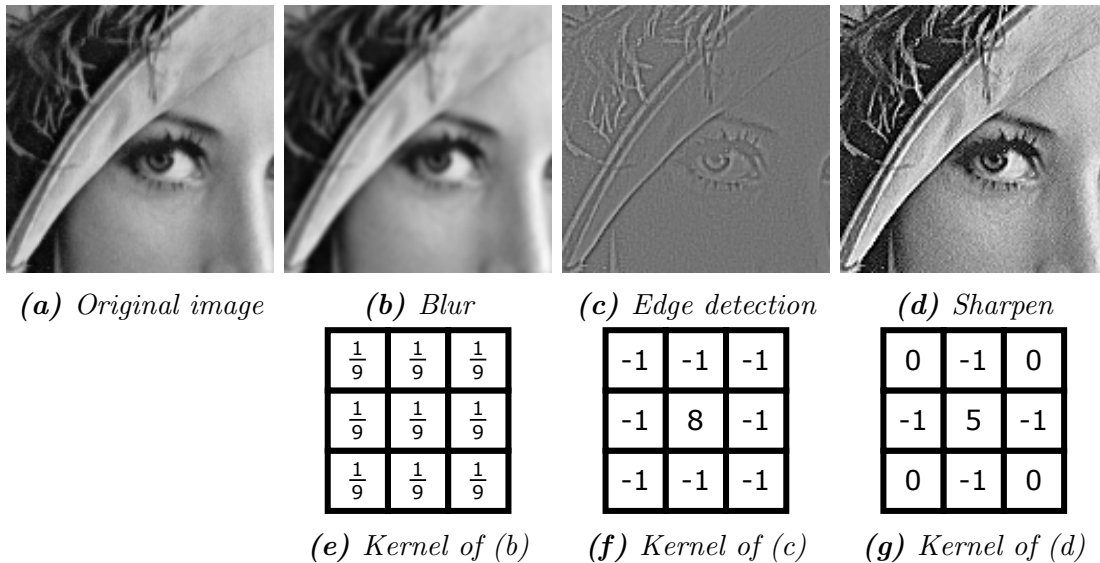 (a) Original image
(b) Blur
(c) Edge detection
(d) Sharpen
1/9 1/9 1/9
1/9 1/9 1/9
1/9 1/9 1/9
-1 -1 -1
-1 8 -1
-1 -1 -1
0 -1 0
-1 5 -1
0 -1 0
(e) Kernel of (b)
(f) Kernel of (c)
(g) Kernel of (d)